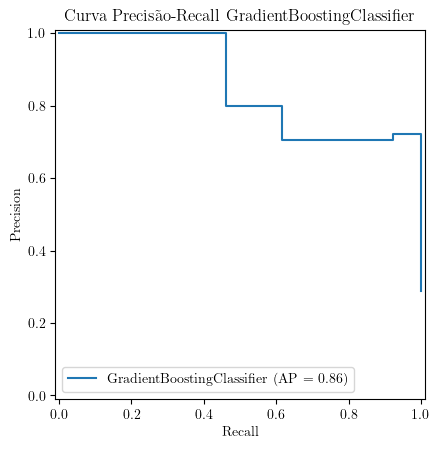 Curva Precisão-Recall GradientBoostingClassifier
1.0
0.8
0.6
0.4
0.2
0.0
Precision
GradientBoostingClassifier (AP = 0.86)
0.0 0.2 0.4 0.6 0.8 1.0
Recall